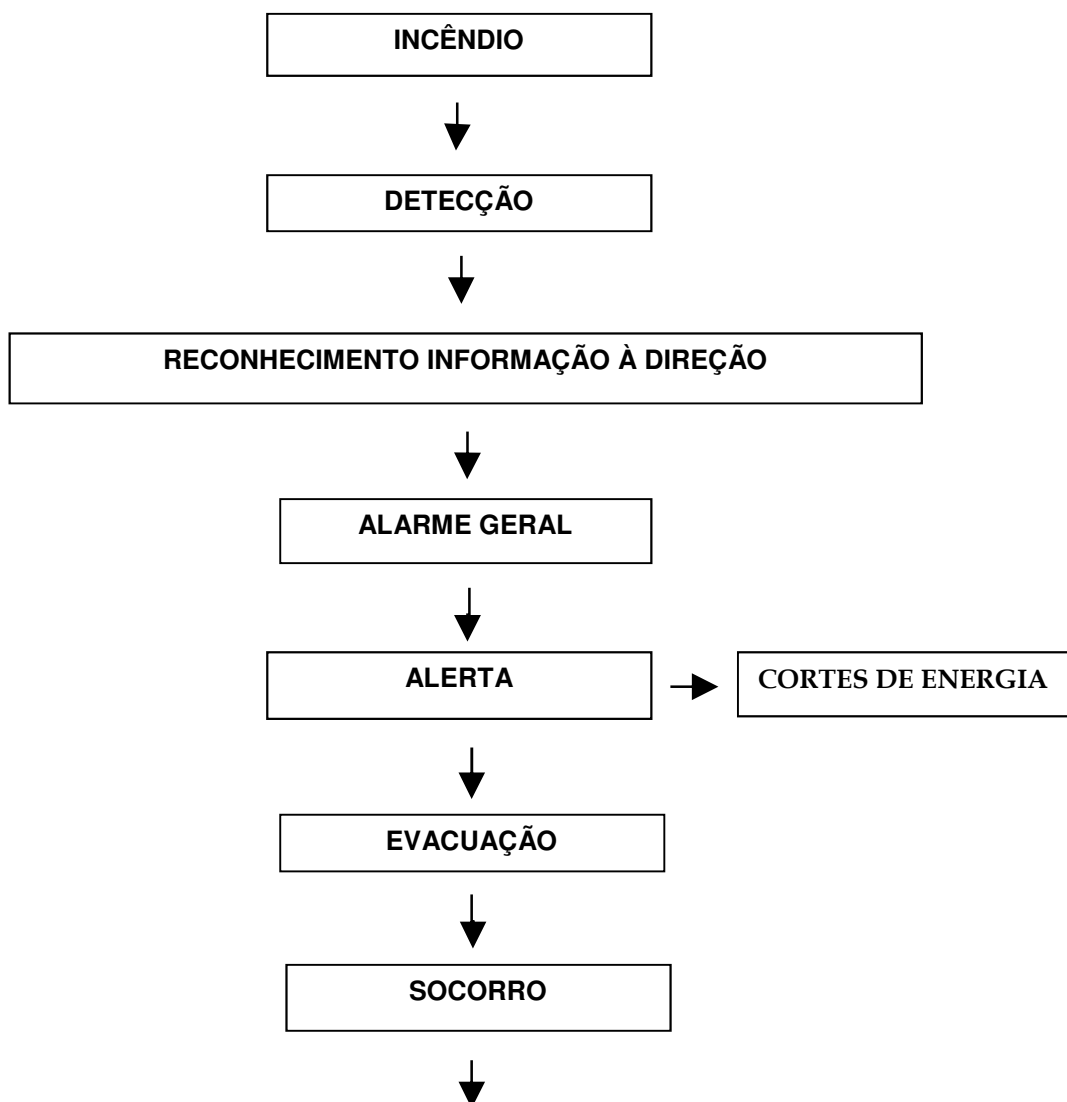 INCÊNDIO
DETECÇÃO
RECONHECIMENTO INFORMAÇÃO À DIREÇÃO
ALARME GERAL
ALERTA
CORTES DE ENERGIA
EVACUAÇÃO
SOCORRO